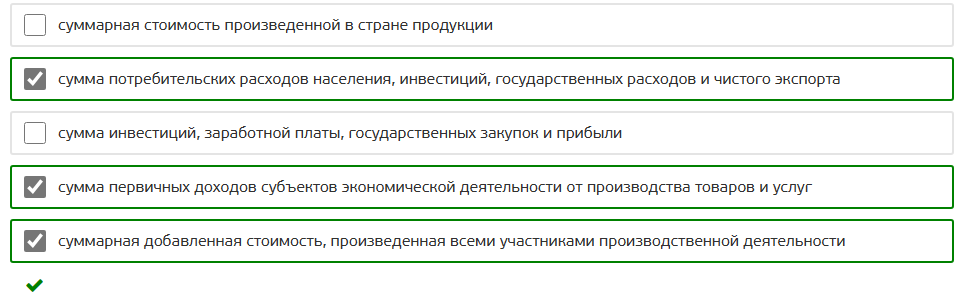 суммарная стоимость произведенной в стране продукции
сумма потребительских расходов населения, инвестиций, государственных расходов и чистого экспорта
сумма инвестиций, заработной платы, государственных закупок и прибыли
сумма первичных доходов субъектов экономической деятельности от производства товаров и услуг
суммарная добавленная стоимость, произведенная всеми участниками производственной деятельности